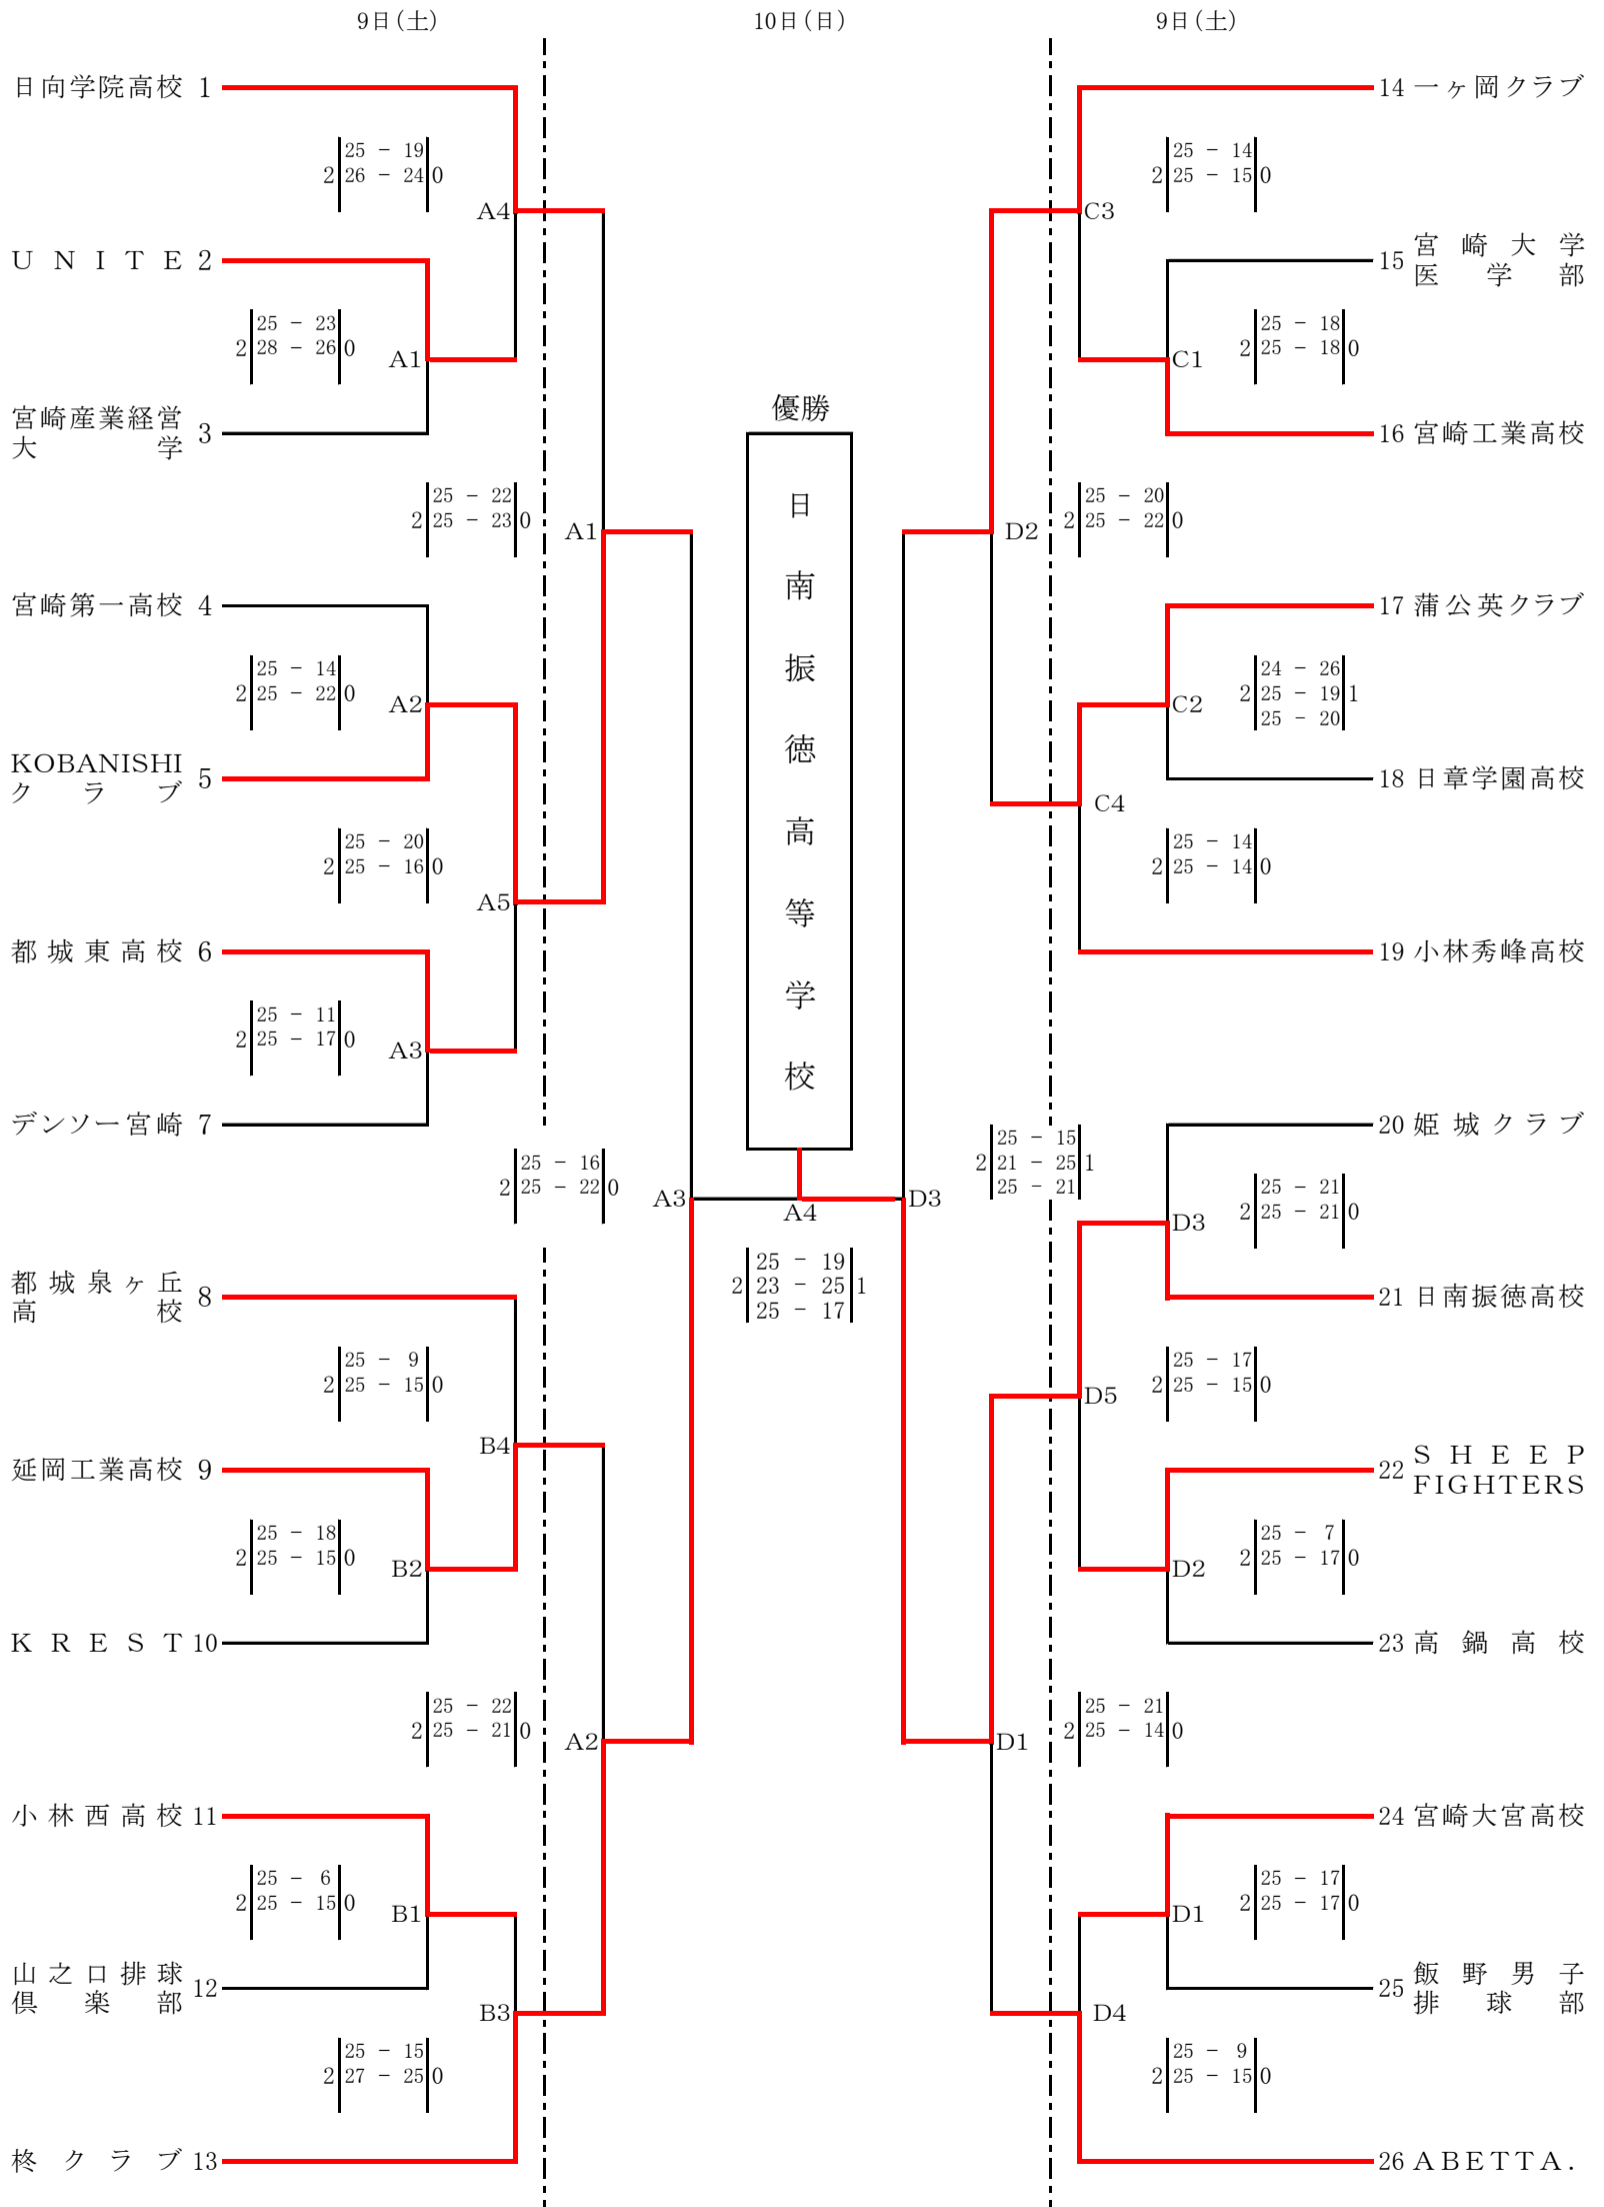 9日(土)
10日(日)
9日(土)
日向学院高校 1
25 － 19
2 26 － 24 0
A4
UNITE 2
25 － 23
2 28 － 26 0
A1
宮崎産業経営
大学 3
25 － 22
2 25 － 23 0
A1
宮崎第一高校 4
25 － 14
2 25 － 22 0
A2
KOBANISHI
クラブ 5
25 － 20
2 25 － 16 0
A5
都城東高校 6
25 － 11
2 25 － 17 0
A3
デンソー宮崎 7
25 － 16
2 25 － 22 0
A3
都城泉ヶ丘
高校 8
25 － 9
2 25 － 15 0
B4
延岡工業高校 9
25 － 18
2 25 － 15 0
B2
KREST 10
25 － 22
2 25 － 21 0
A2
小林西高校 11
25 － 6
2 25 － 15 0
B1
山之口排球
倶楽部 12
B3
25 － 15
2 27 － 25 0
柊クラブ 13
優勝
日南振徳高等学校
A4
25 － 19
2 23 － 25 1
25 － 17
14 一ヶ岡クラブ
25 － 14
2 25 － 15 0
C3
15 宮崎大学
医学部
25 － 18
2 25 － 18 0
C1
16 宮崎工業高校
25 － 20
2 25 － 22 0
D2
17 蒲公英クラブ
24 － 26
2 25 － 19 1
25 － 20
C2
18 日章学園高校
C4
25 － 14
2 25 － 14 0
19 小林秀峰高校
20 姫城クラブ
25 － 15
2 21 － 25 1
25 － 21
D3
25 － 21
2 25 － 21 0
D3
21 日南振徳高校
25 － 17
2 25 － 15 0
D5
22 SHEEP
FIGHTERS
25 － 7
2 25 － 17 0
D2
23 高鍋高校
25 － 21
2 25 － 14 0
D1
24 宮崎大宮高校
25 － 17
2 25 － 17 0
D1
25 飯野男子
排球部
D4
25 － 9
2 25 － 15 0
26 ABETTA.